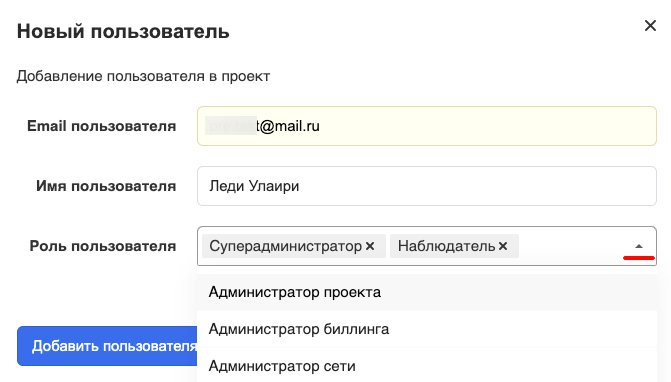 Новый пользователь
Добавление пользователя в проект
Email пользователя
t@mail.ru
Имя пользователя
Леди Улаири
Роль пользователя
Суперадминистратор
Наблюдатель
Администратор проекта
Администратор биллинга
Добавить пользователя
Администратор сети